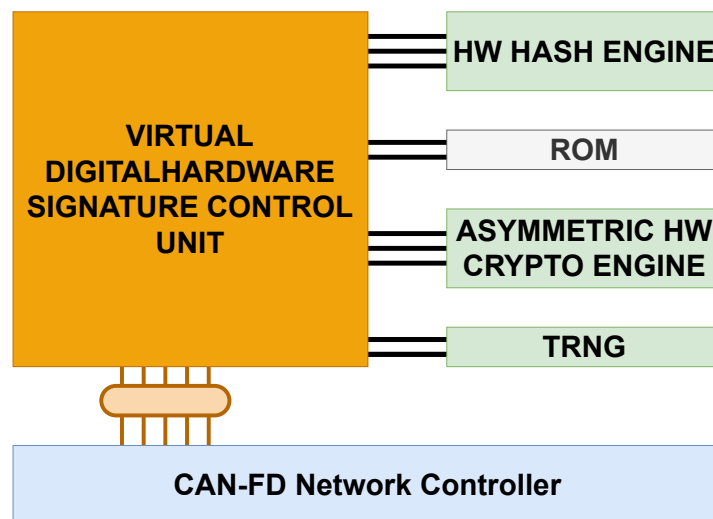 VIRTUAL
DIGITALHARDWARE
SIGNATURE CONTROL
UNIT
HW HASH ENGINE
ROM
ASYMMETRIC HW
CRYPTO ENGINE
TRNG
CAN-FD Network Controller